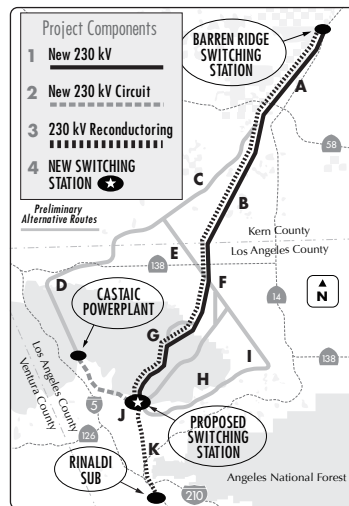 Project Components
1 New 230 kV
2 New 230 kV Circuit
3 230 kV Reconductoring
4 NEW SWITCHING
STATION
Preliminary
Alternative Routes
BARREN RIDGE
SWITCHING
STATION
A
58
C
B
Kern County
Los Angeles County
E
138
D
F
14
N
CASTAIC
POWERPLANT
G
I
H
138
Los Angeles County
Ventura County
5
J
126
PROPOSED
SWITCHING
STATION
K
RINALDI
SUB
Angeles National Forest
210